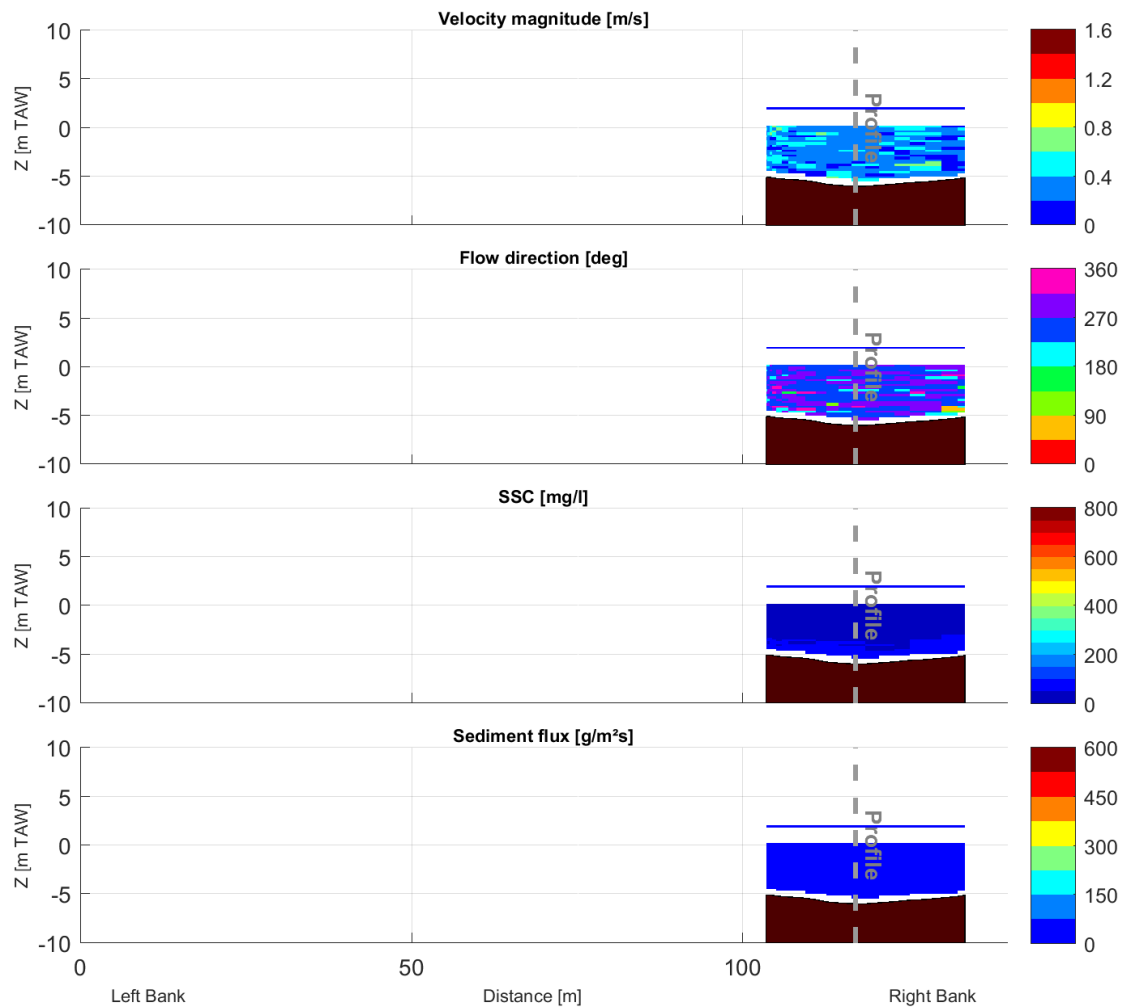 Velocity magnitude [m/s]
10
5
0
-5
-10
Z [m TAW]
Profile
1.6
1.2
0.8
0.4
0
Flow direction [deg]
10
5
0
-5
-10
Z [m TAW]
Profile
360
270
180
90
0
SSC [mg/l]
10
5
0
-5
-10
Z [m TAW]
Profile
800
600
400
200
0
Sediment flux [g/m²s]
10
5
0
-5
-10
Z [m TAW]
Profile
600
450
300
150
0
0 50 100
Left Bank Distance [m] Right Bank